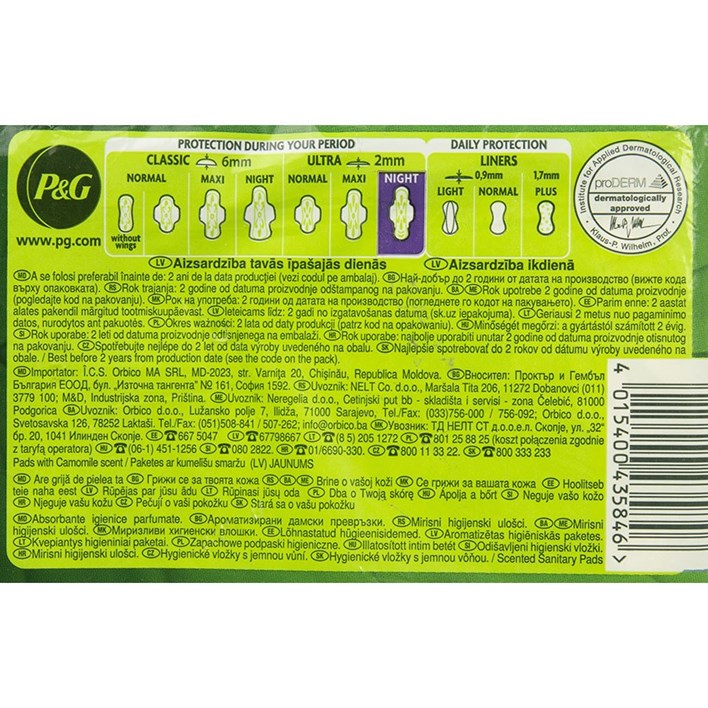 PROTECTION DURING YOUR PERIOD
DAILY PROTECTION
CLASSIC 6mm
ULTRA 2mm
LINERS
NORMAL MAXI NIGHT NORMAL MAXI NIGHT
0,9mm 1,7mm
LIGHT NORMAL PLUS
without
wings
P&G
www.pg.com
Institute for Applied Dermatological Research
proDERM
dermatologically
approved
Klaus-P. Wilhelm, Prof.
LV Aizsardzība tavās īpašajās dienās LV Aizsardzība ikdienā
MD A se folosi preferabil înainte de: 2 ani de la data producţiei (vezi codul pe ambalaj). BG Най-добър до 2 години от датата на производство (вижте кода
върху опаковката). RS Rok trajanja: 2 godine od datuma proizvodnje odštampanog na pakovanju. BA ME Rok upotrebe 2 godine od datuma proizvodnje
(pogledajte kod na pakovanju). MK Рок на употреба: 2 години од датата на производство (погледнете го кодот на пакувањето). EE Parim enne: 2 aastat
alates pakendil märgitud tootmiskuupäevast. LV Ieteicams līdz: 2 gadi no izgatavošanas datuma (sk.uz iepakojuma). LT Geriausi 2 metus nuo pagaminimo
datos, nurodytos ant pakuotės. PL Okres ważności: 2 lata od daty produkcji (patrz kod na opakowaniu). HU Minőségét megőrzi: a gyártástól számított 2 évig.
SI Rok uporabe: 2 leti od datuma proizvodnje odtisnjenega na embalaži. HR Rok uporabe: najbolje uporabiti unutar 2 godine od datuma proizvodnje otisnutog
na pakovanju. CZ Spotřebujte nejlépe do 2 let od data výroby uvedeného na obalu. SK Najlepšie spotrebovať do 2 rokov od dátumu výroby uvedeného na
obale / Best before 2 years from production date (see the code on the pack).
MD Importator: Î.C.S. Orbico MA SRL, MD-2023, str. Varniţa 20, Chişinău, Republica Moldova. BG Вносител: Проктър и Гембъл
България ЕООД, бул. „Източна тангента" № 161, София 1592. RS Uvoznik: NELT Co. d.o.o., Maršala Tita 206, 11272 Dobanovci (011)
3779 100; M&D, Industrijska zona, Priština. ME Uvoznik: Neregelia d.o.o., Cetinjski put bb - skladišta i servisi - zona Čelebić, 81000
Podgorica BA Uvoznik: Orbico d.o.o., Lužansko polje 7, Ilidža, 71000 Sarajevo, Tel/Fax: (033)756-000 / 756-092; Orbico d.o.o.,
Svetosavska 126, 78252 Laktaši. Tel/Fax: (051)508-841 / 507-262; info@orbico.ba MK Увозник: ТД НЕЛТ СТ д.о.о.е.л. Скопје, ул. „32"
бр. 20, 1041 Илинден Скопје. EE ☎667 5047 LV ☎67798667 LT ☎(8 5) 205 1272 PL ☎801 25 88 25 (koszt połączenia zgodnie
z taryfą operatora) HU ☎(06-1) 451-1256 SI ☎080 2822. HR ☎01/6690-330. CZ ☎800 11 33 22. SK ☎800 333 233
Pads with Camomile scent / Paketes ar kumelīšu smaržu (LV) JAUNUMS
MD Are grijă de pielea ta BG Грижи се за твоята кожа RS BA ME Brine o vašoj koži MK Се грижи за вашата кожа EE Hoolitseb
teie naha eest LV Rūpējas par jūsu ādu LT Rūpinasi jūsų oda PL Dba o Twoją skórę HU Ápolja a bőrt SI Neguje vašo kožo
HR Njeguje vašu kožu CZ Pečují o vaši pokožku SK Stará sa o vašu pokožku
MD Absorbante igienice parfumate. BG Ароматизирани дамски превръзки. RS Mirisni higijenski ulošci. BA ME Mirisni
higijenski ulošci. MK Миризливи хигиенски влошки. EE Lõhnastatud hügieenisidemed. LV Aromatizētas higiēniskās paketes.
LT Kvepiantys higieniniai paketai. PL Zapachowe podpaski higieniczne. HU Illatosított intim betét SI Odišavljeni higienski vložki.
HR Mirisni higijenski ulošci. CZ Hygienické vložky s jemnou vůní. SK Hygienické vložky s jemnou vôňou. / Scented Sanitary Pads
4 015400 435846 >